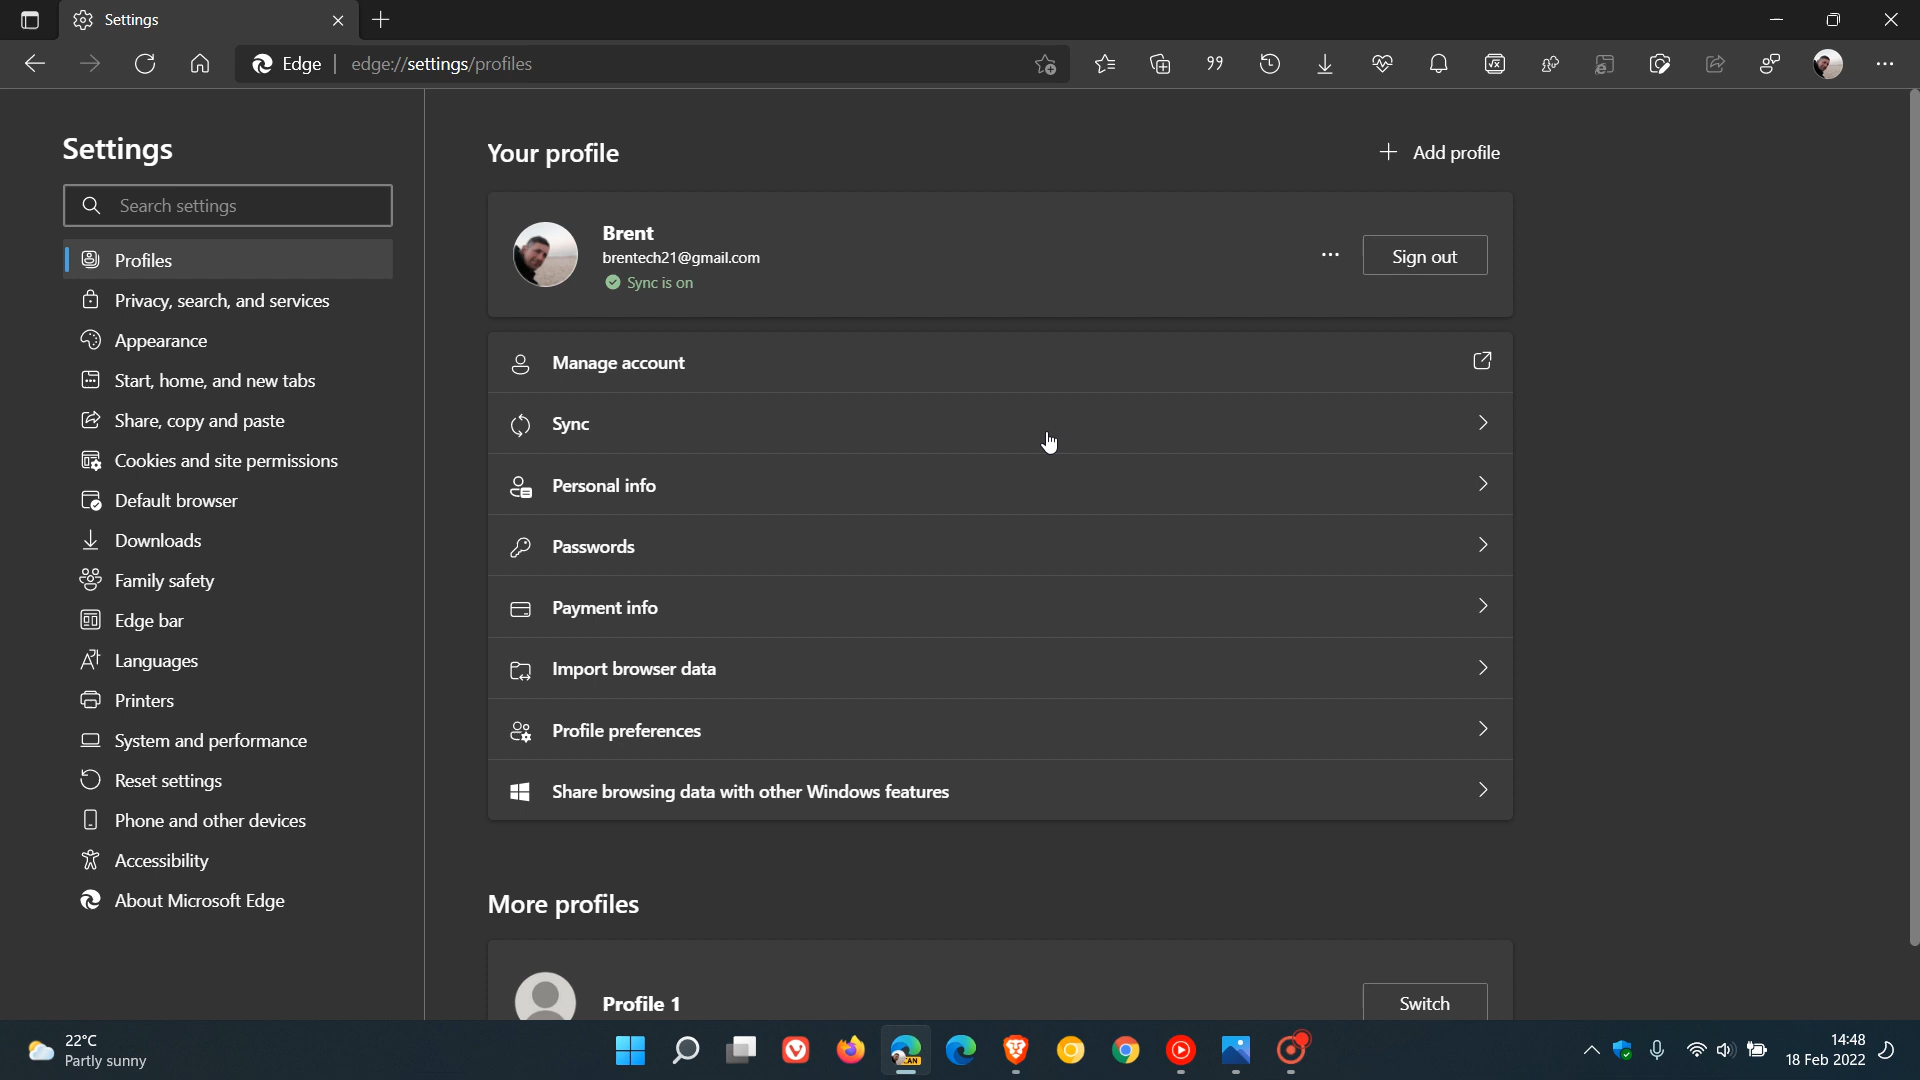 Settings
Edge
edge://settings/profiles
Settings
Search settings
Profiles
Privacy, search, and services
Appearance
Start, home, and new tabs
Share, copy and paste
Cookies and site permissions
Default browser
Downloads
Family safety
Edge bar
Languages
Printers
System and performance
Reset settings
Phone and other devices
Accessibility
About Microsoft Edge
Your profile
Add profile
Brent
brentech21@gmail.com
Sync is on
Sign out
Manage account
Sync
Personal info
Passwords
Payment info
Import browser data
Profile preferences
Share browsing data with other Windows features
More profiles
Profile 1
Switch
22°C
Partly sunny
CAN
14:48
18 Feb 2022